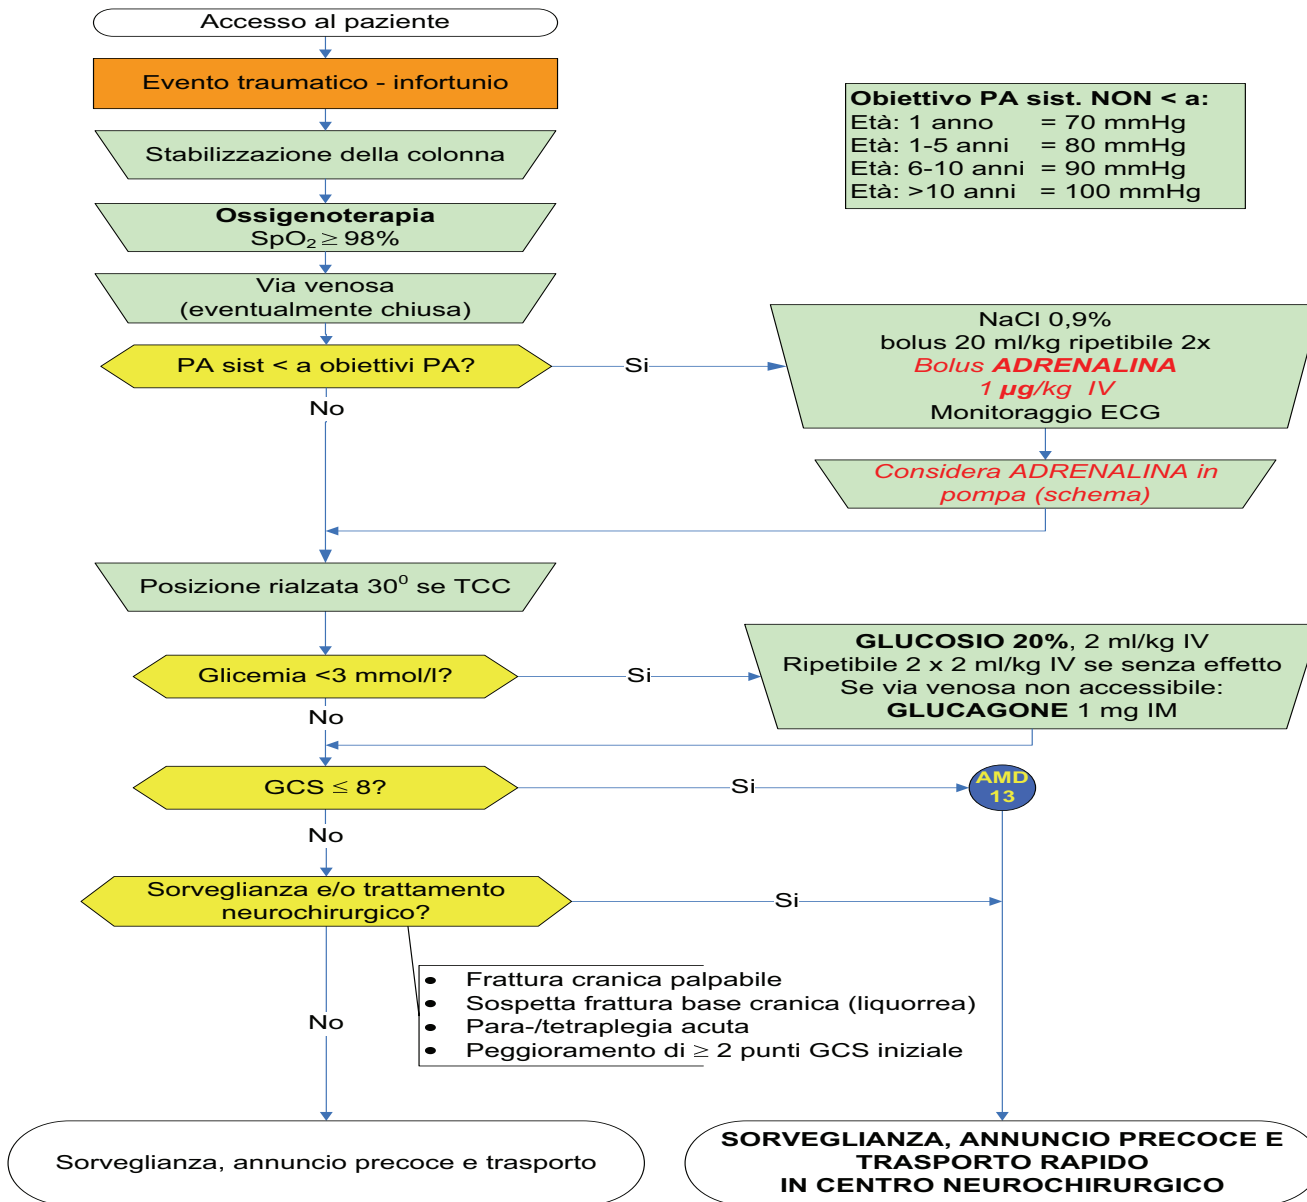 Accesso al paziente
Evento traumatico - infortunio
Obiettivo PA sist. NON < a:
Età: 1 anno = 70 mmHg
Età: 1-5 anni = 80 mmHg
Età: 6-10 anni = 90 mmHg
Età: >10 anni = 100 mmHg
Stabilizzazione della colonna
Ossigenoterapia
SpO₂ ≥ 98%
Via venosa
(eventualmente chiusa)
PA sist < a obiettivi PA?
Si
NaCl 0,9%
bolus 20 ml/kg ripetibile 2x
Bolus ADRENALINA
1 µg/kg IV
Monitoraggio ECG
No
Considera ADRENALINA in
pompa (schema)
Posizione rialzata 30⁰ se TCC
Glicemia <3 mmol/l?
Si
GLUCOSIO 20%, 2 ml/kg IV
Ripetibile 2 x 2 ml/kg IV se senza effetto
Se via venosa non accessibile:
GLUCAGONE 1 mg IM
No
GCS ≤ 8?
Si
AMD
13
No
Sorveglianza e/o trattamento
neurochirurgico?
Si
• Frattura cranica palpabile
• Sospetta frattura base cranica (liquorrea)
• Para-/tetraplegia acuta
• Peggioramento di ≥ 2 punti GCS iniziale
No
Sorveglianza, annuncio precoce e trasporto
SORVEGLIANZA, ANNUNCIO PRECOCE E
TRASPORTO RAPIDO
IN CENTRO NEUROCHIRURGICO